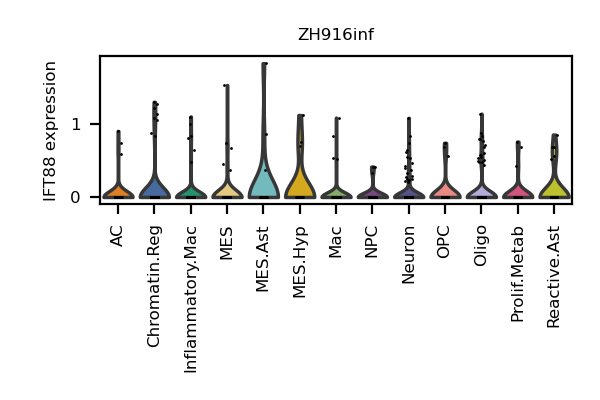 ZH916inf
IFT88 expression
1
0
AC
Chromatin.Reg
Inflammatory.Mac
MES
MES.Ast
MES.Hyp
Mac
NPC
Neuron
OPC
Oligo
Prolif.Metab
Reactive.Ast